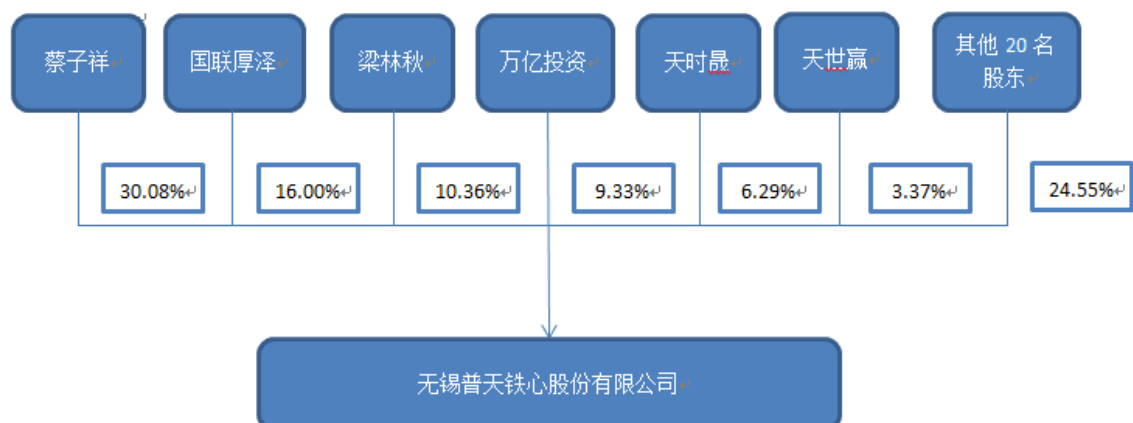 蔡子祥
国联厚泽
梁林秋
万亿投资
天时晟
天世赢
其他 20 名
股东
30.08%
16.00%
10.36%
9.33%
6.29%
3.37%
24.55%
无锡普天铁心股份有限公司